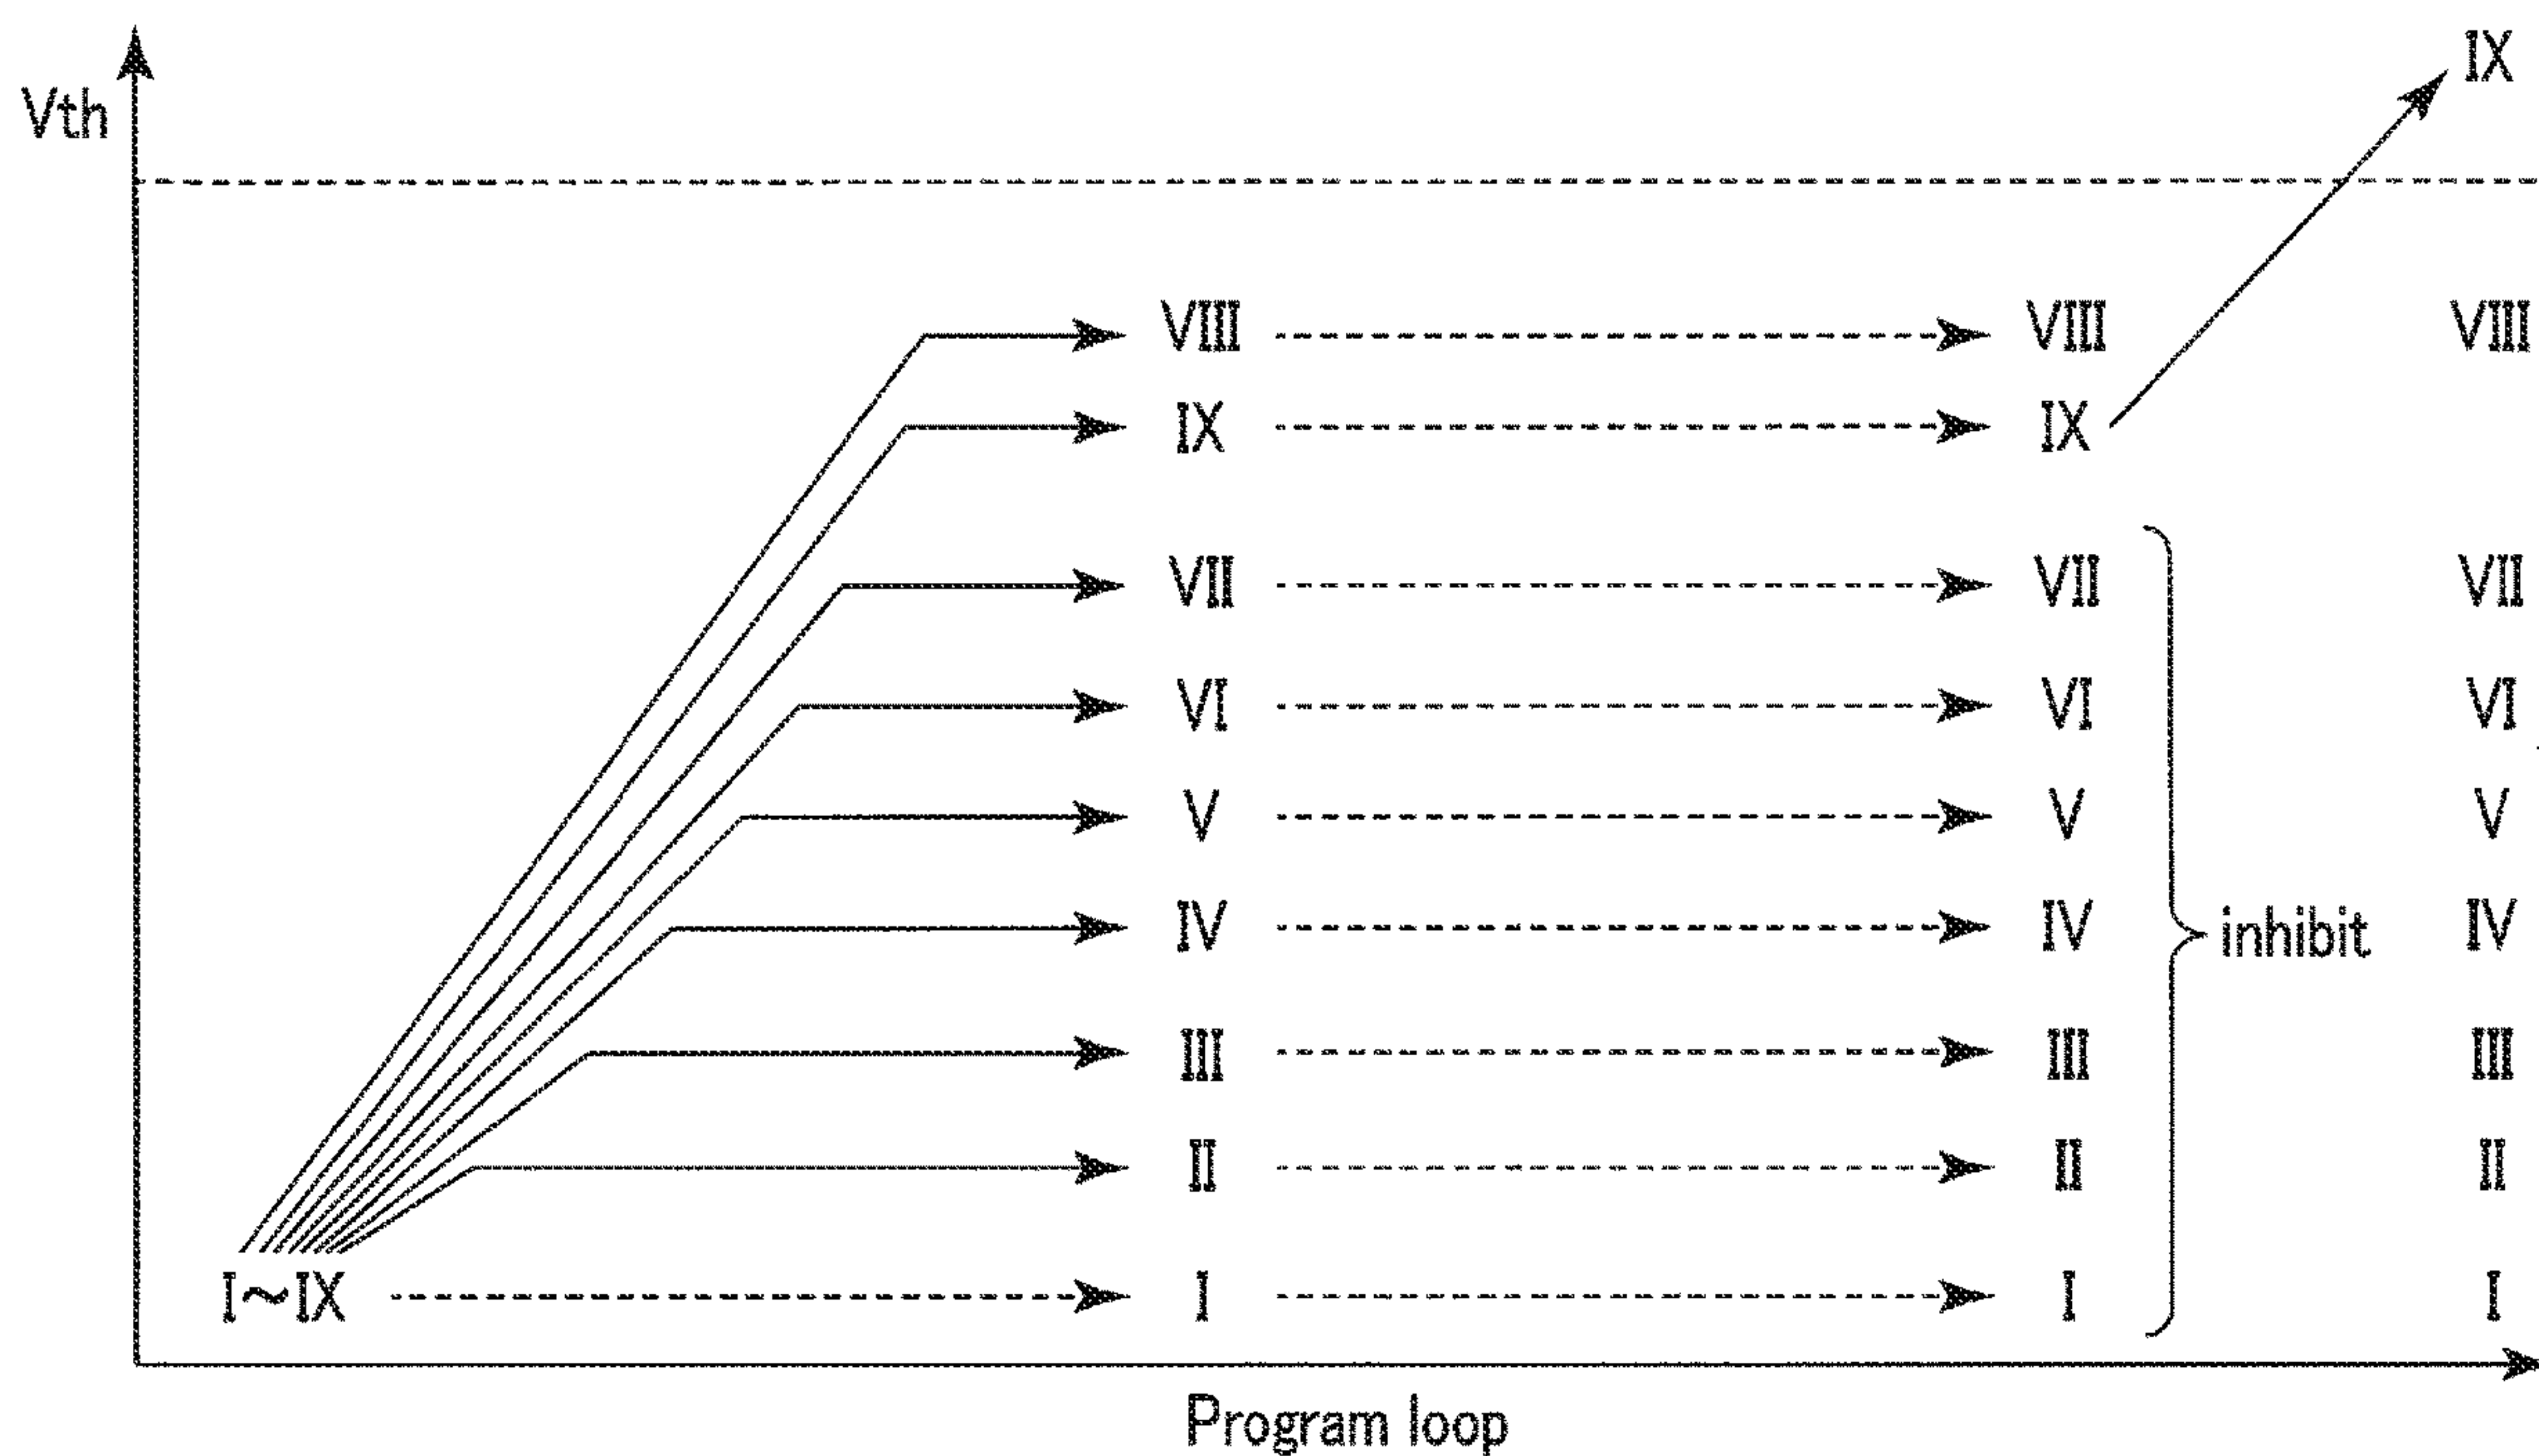 IX
Vth
VIII VIII VIII
IX IX
VII VII VII
VI VI VI
V V V
IV IV inhibit IV
III III III
II II II
I~IX I I I
Program loop